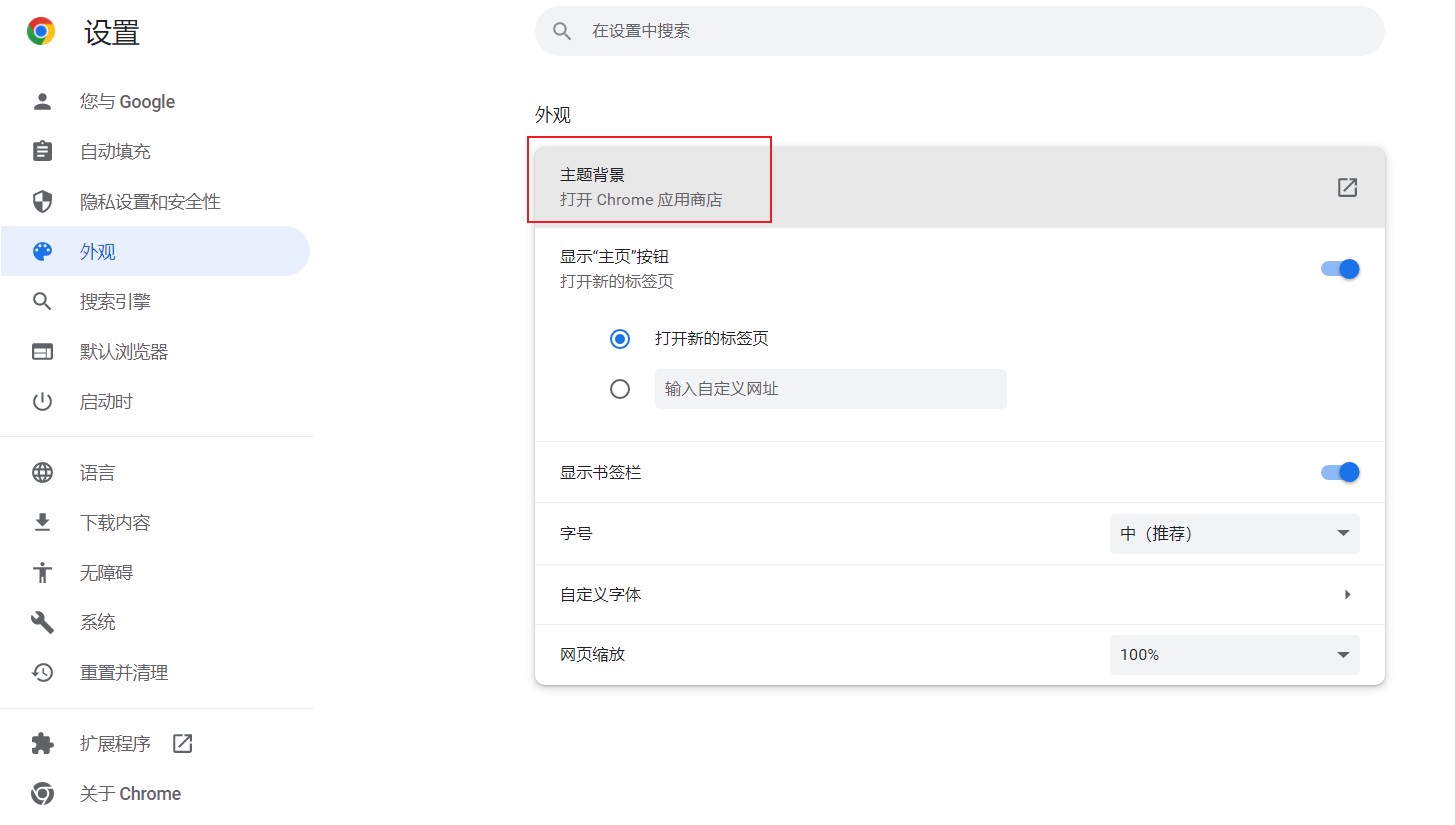 设置
在设置中搜索
您与 Google
自动填充
隐私设置和安全性
外观
搜索引擎
默认浏览器
启动时
语言
下载内容
无障碍
系统
重置并清理
扩展程序
关于 Chrome
外观
主题背景
打开 Chrome 应用商店
显示“主页”按钮
打开新的标签页
打开新的标签页
输入自定义网址
显示书签栏
字号
中（推荐）
自定义字体
网页缩放
100%